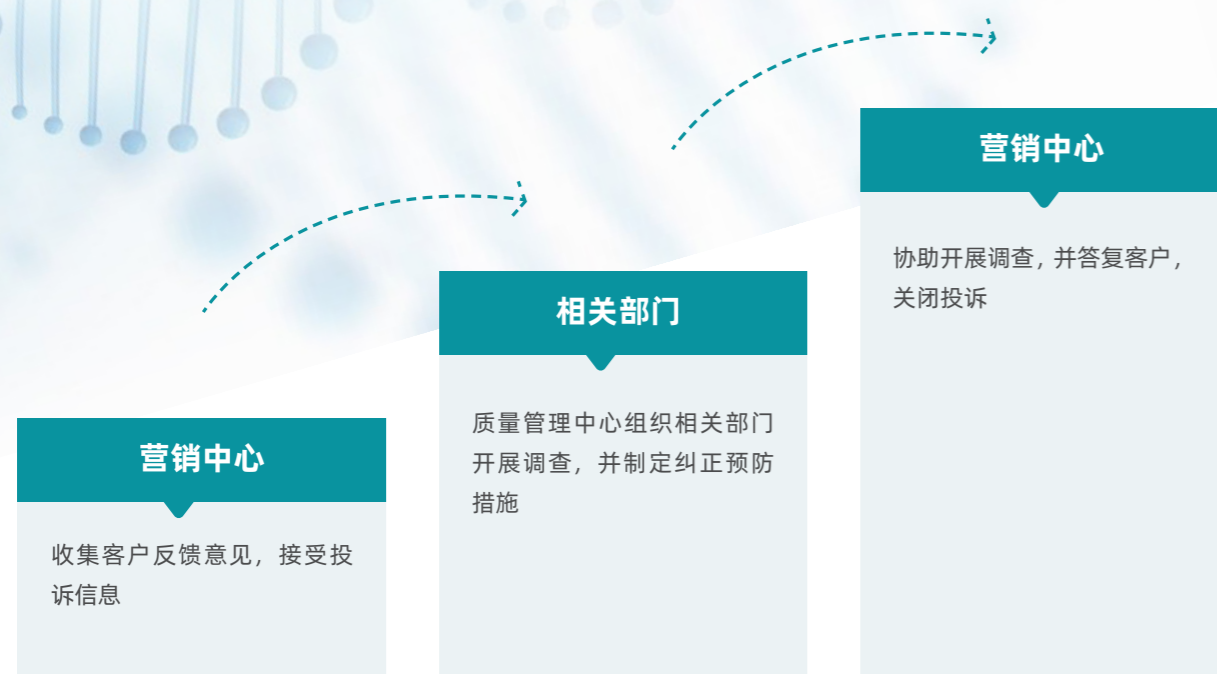 营销中心
收集客户反馈意见，接受投
诉信息
相关部门
质量管理中心组织相关部门
开展调查，并制定纠正预防
措施
营销中心
协助开展调查，并答复客户，
关闭投诉